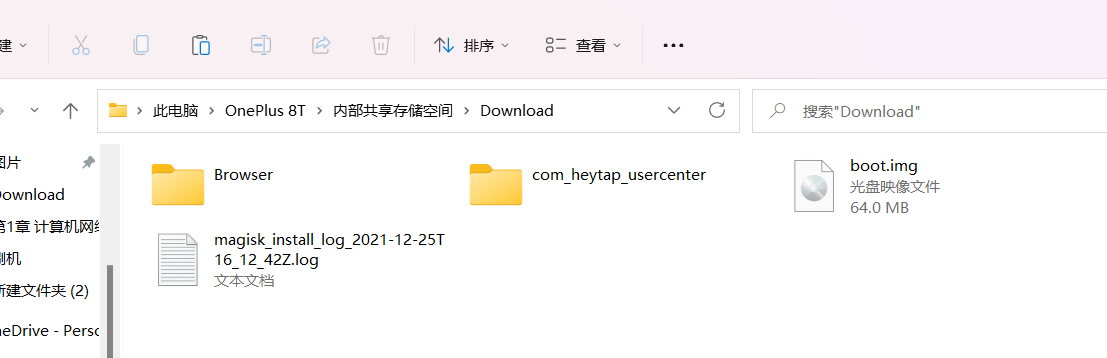 建
排序
查看
此电脑
OnePlus 8T
内部共享存储空间
Download
搜索"Download"
图片
Download
第1章 计算机网络
刷机
新建文件夹 (2)
neDrive - Perso
Browser
com_heytap_usercenter
boot.img
光盘映像文件
64.0 MB
magisk_install_log_2021-12-25T
16_12_42Z.log
文本文档